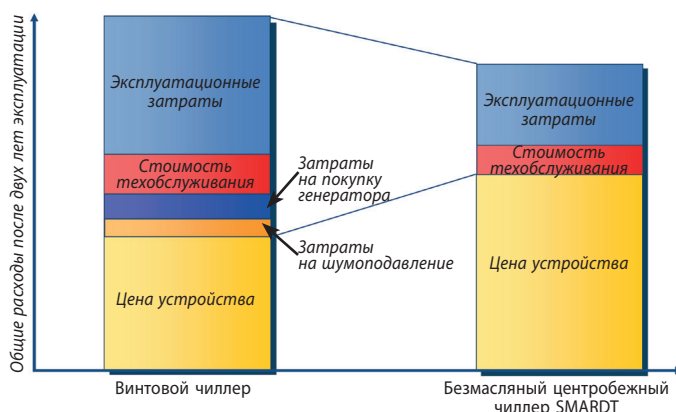 Общие расходы после двух лет эксплуатации
Эксплуатационные
затраты
Стоимость
техобслуживания
Цена устройства
Затраты
на покупку
генератора
Затраты
на шумоподавление
Эксплуатационные
затраты
Стоимость
техобслуживания
Цена устройства
Винтовой чиллер
Безмасляный центробежный
чиллер SMARDT